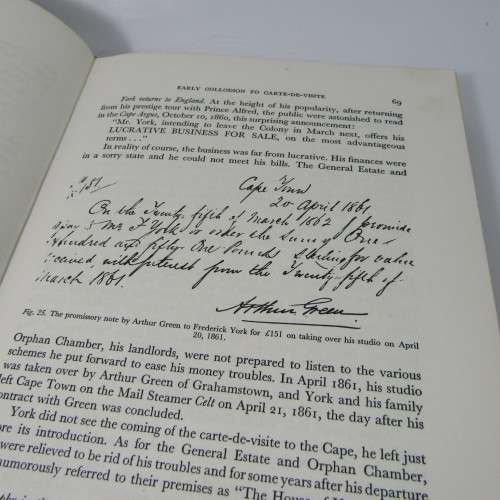 EARLY COLLODION TO CARTE-DE-VISITE
69
York returns to England. At the height of his popularity, after returning
from his prestige tour with Prince Alfred, the public were astonished to read
in the Cape Argus, October 10, 1860, this surprising announcement:
"Mr. York, intending to leave the Colony in March next, offers his
LUCRATIVE BUSINESS FOR SALE, on the most advantageous
terms . . ."
In reality of course, the business was far from lucrative. His finances were
in a sorry state and he could not meet his bills. The General Estate and
£151
Cape Town
20 April 1861
On the Twenty fifth of March 1862 I promise
to pay Mr F York or order the Sum of One
Hundred and fifty One Pounds Sterling for value
received, with Interest from the Twenty-fifth of
March 1861.
Arthur Green
Fig. 25. The promissory note by Arthur Green to Frederick York for £151 on taking over his studio on April
20, 1861.
Orphan Chamber, his landlords, were not prepared to listen to the various
schemes he put forward to ease his money troubles. In April 1861, his studio
was taken over by Arthur Green of Grahamstown, and York and his family
left Cape Town on the Mail Steamer Celt on April 21, 1861, the day after his
contract with Green was concluded.
York did not see the coming of the carte-de-visite to the Cape, he left just
its introduction. As for the General Estate and Orphan Chamber,
were relieved to be rid of his troubles and for some years after his departure
humorously referred to their premises as "The House of